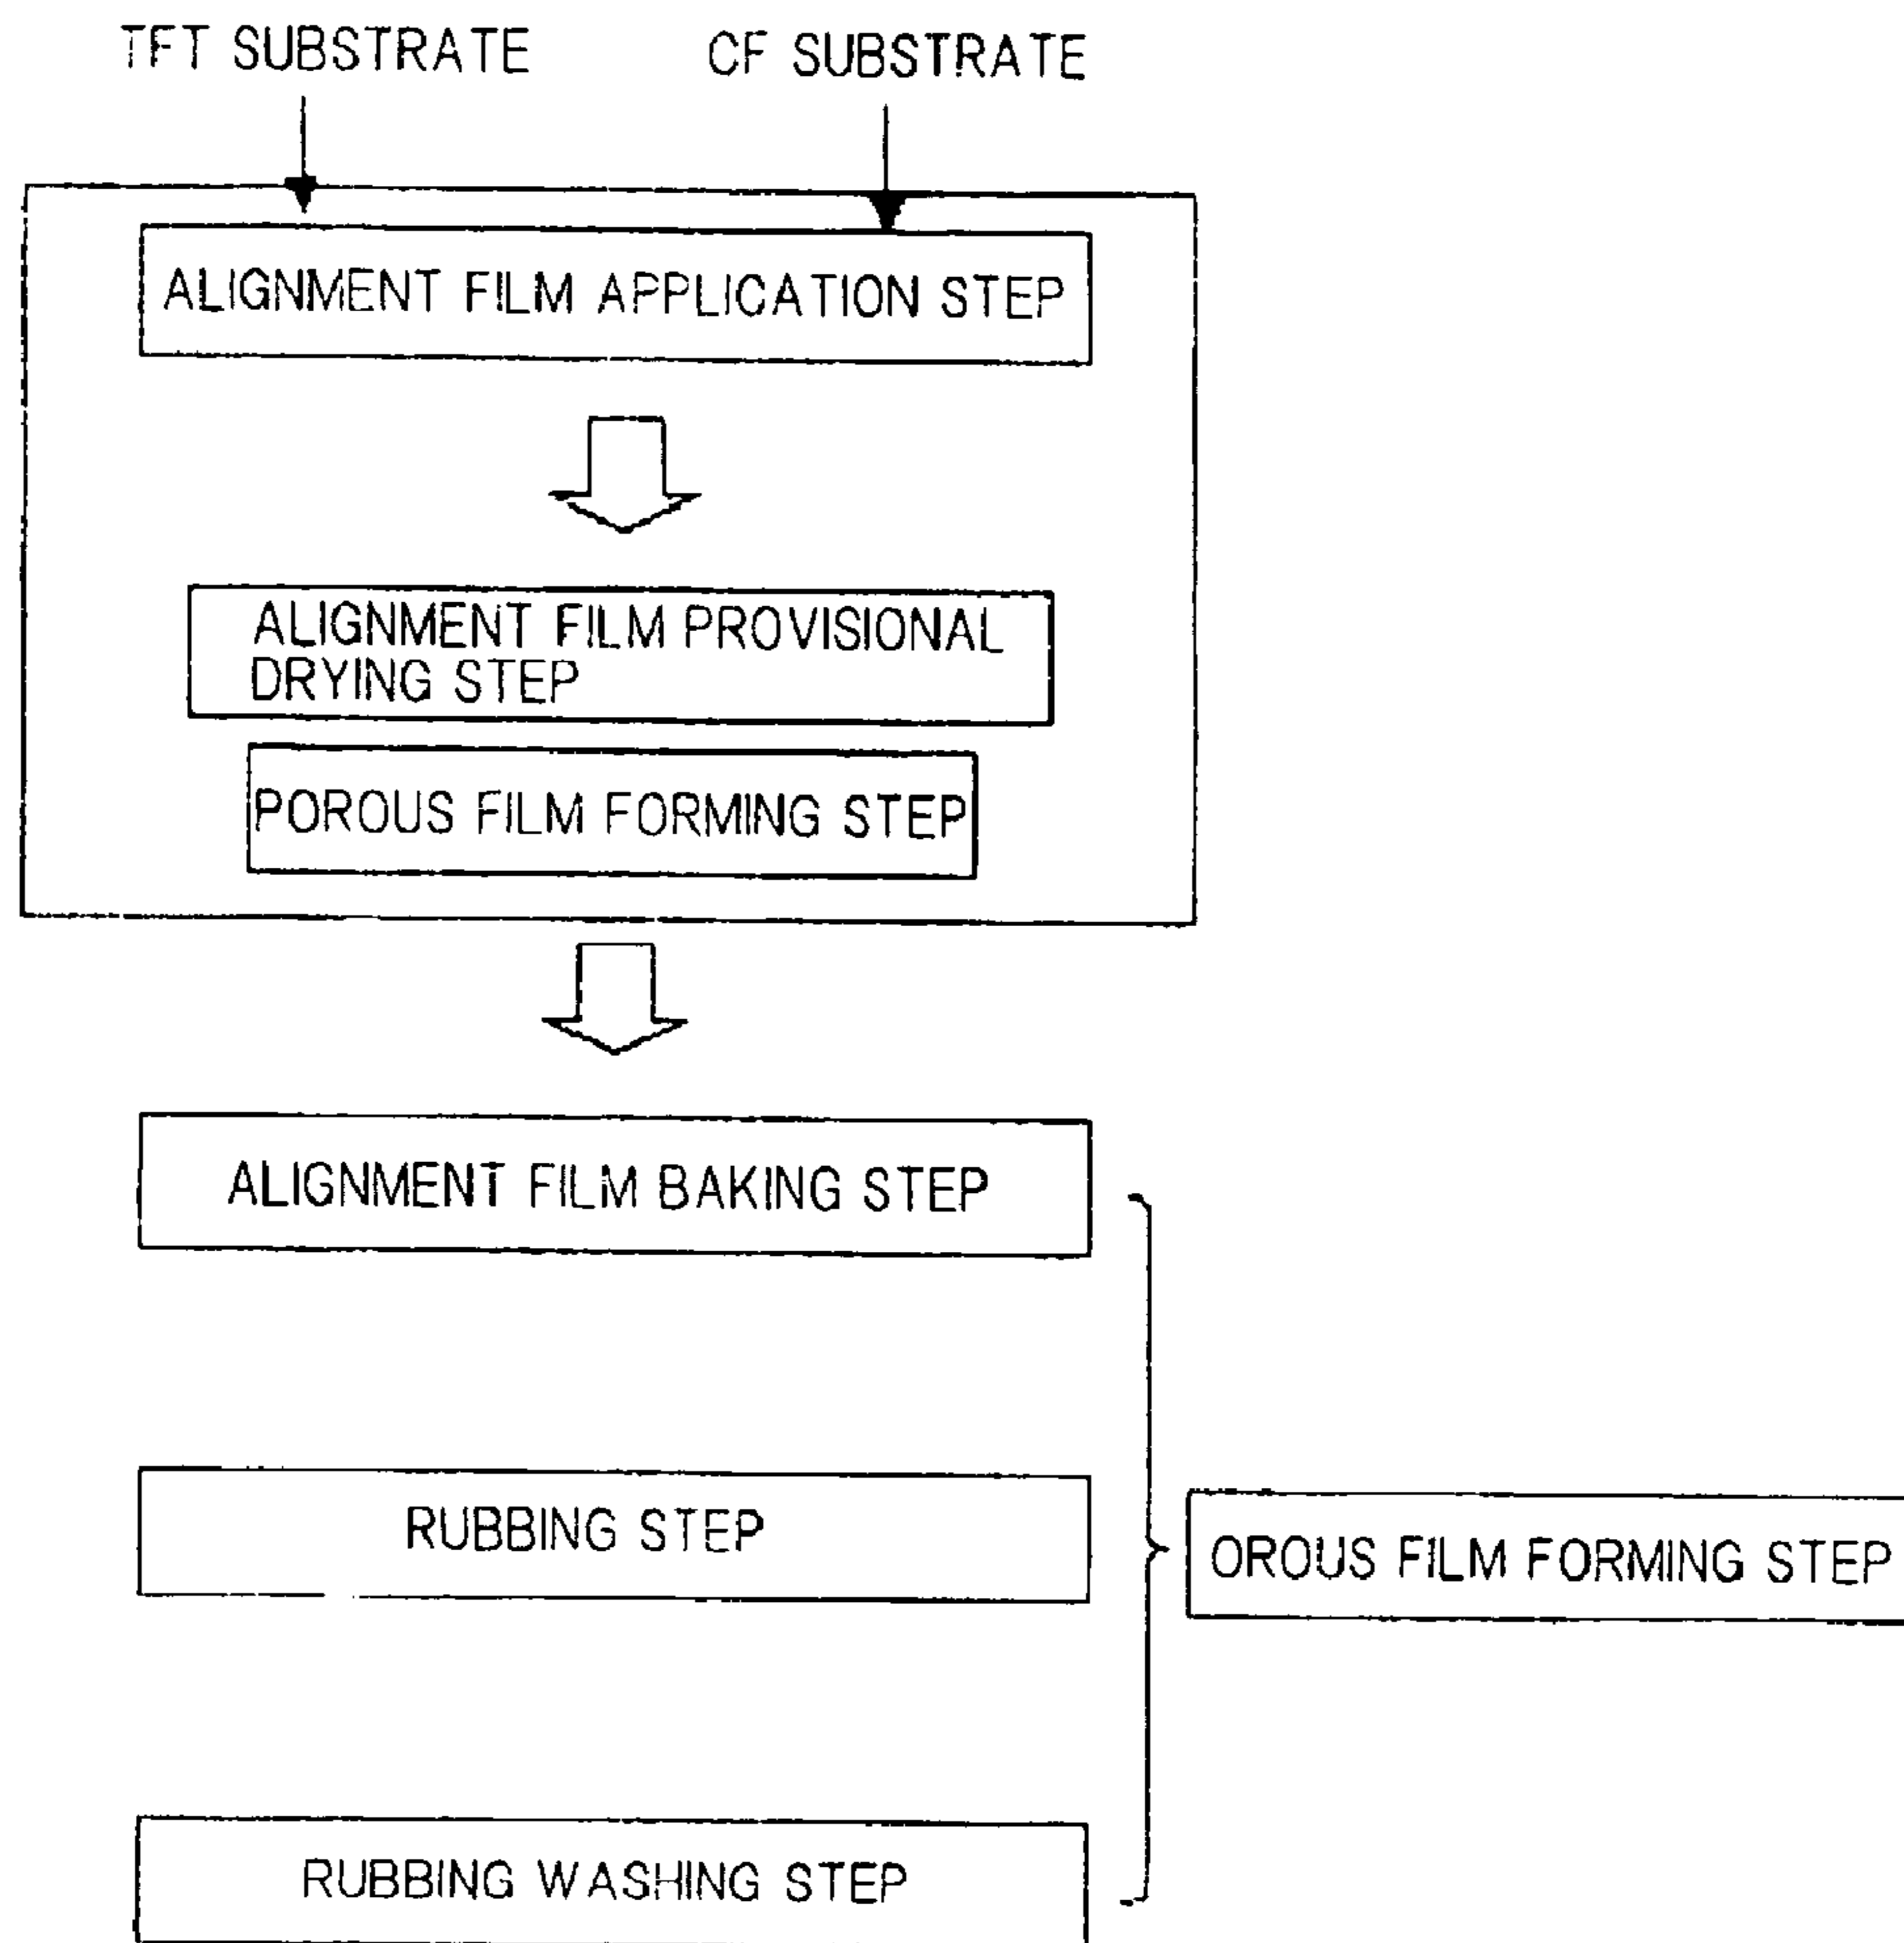 TFT SUBSTRATE
CF SUBSTRATE
ALIGNMENT FILM APPLICATION STEP
ALIGNMENT FILM PROVISIONAL
DRYING STEP
POROUS FILM FORMING STEP
ALIGNMENT FILM BAKING STEP
RUBBING STEP
OROUS FILM FORMING STEP
RUBBING WASHING STEP